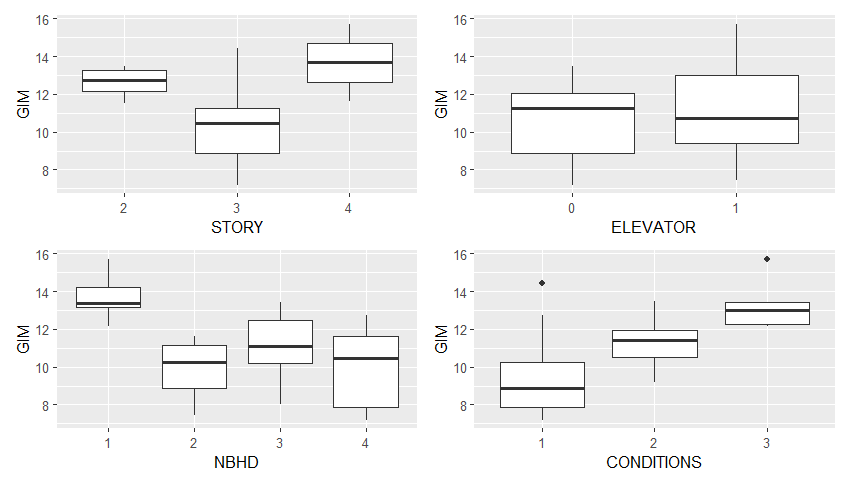 GIM
16
14
12
10
8
2 3 4
STORY
GIM
16
14
12
10
8
0 1
ELEVATOR
GIM
16
14
12
10
8
1 2 3 4
NBHD
GIM
16
14
12
10
8
1 2 3
CONDITIONS